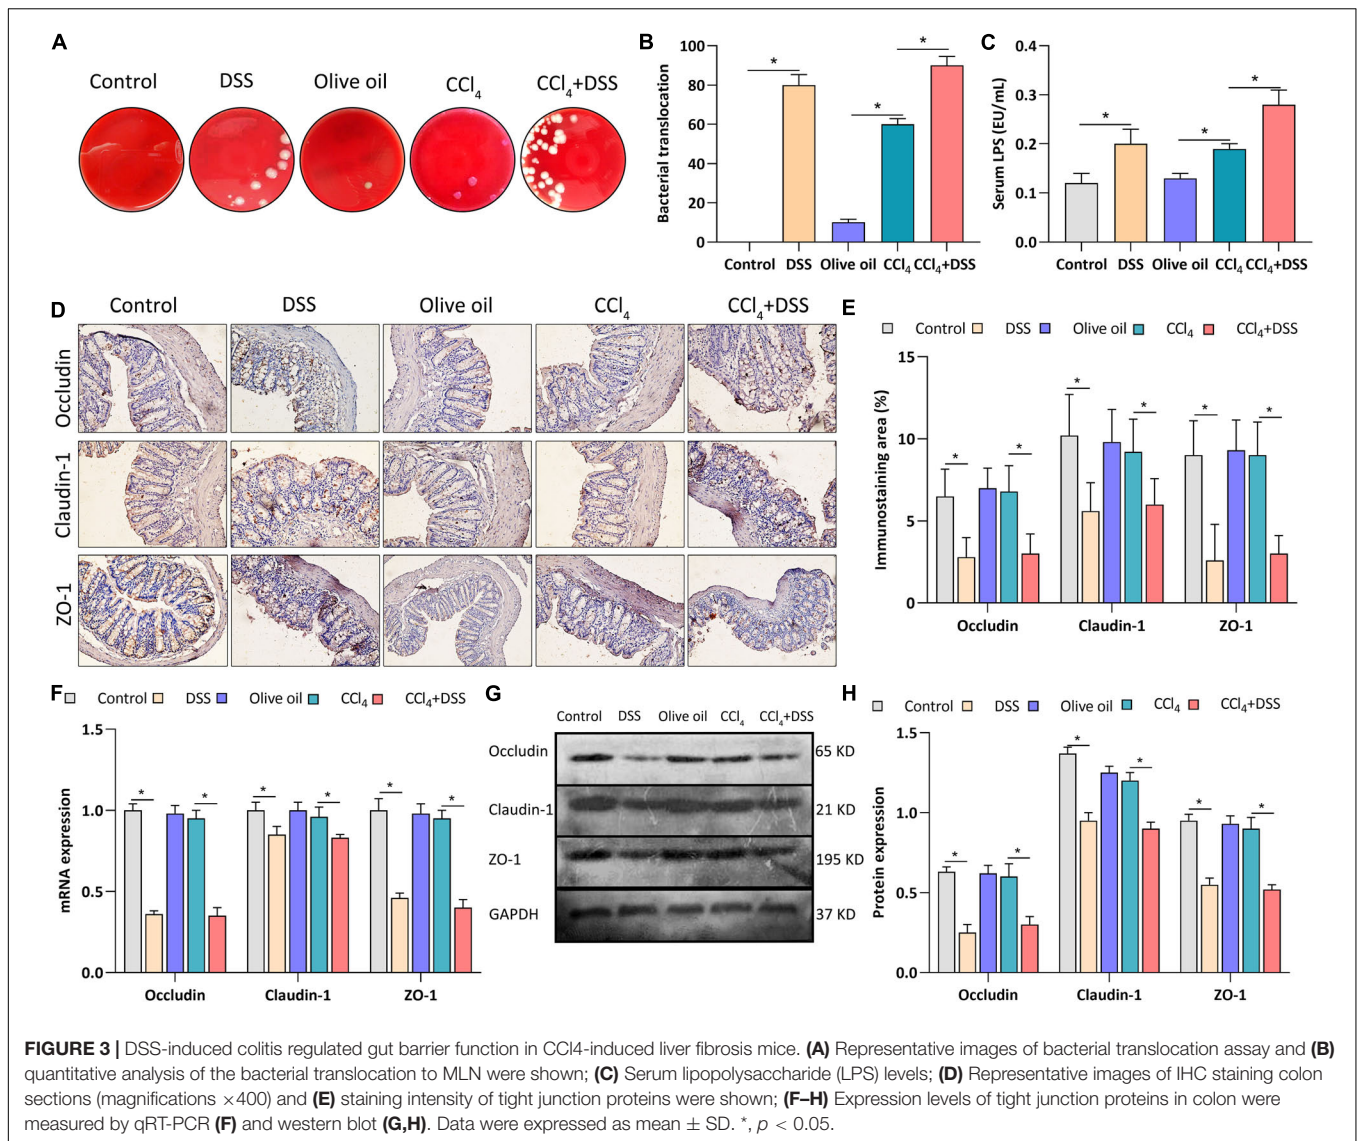 A
Control DSS Olive oil CCl4 CCl4+DSS
B
Bacterial translocation
100
80
60
40
20
0
* * *
Control DSS Olive oil CCl4 CCl4+DSS
C
Serum LPS (EU/mL)
0.4
0.3
0.2
0.1
0.0
* * *
Control DSS Olive oil CCl4 CCl4+DSS
D
Control DSS Olive oil CCl4 CCl4+DSS
Occludin
Claudin-1
ZO-1
E
Control DSS Olive oil CCl4 CCl4+DSS
Immunostaining area (%)
15
10
5
0
* * * * * *
Occludin Claudin-1 ZO-1
F
Control DSS Olive oil CCl4 CCl4+DSS
mRNA expression
1.5
1.0
0.5
0.0
* * * * * *
Occludin Claudin-1 ZO-1
G
Control DSS Olive oil CCl4 CCl4+DSS
Occludin 65 KD
Claudin-1 21 KD
ZO-1 195 KD
GAPDH 37 KD
H
Control DSS Olive oil CCl4 CCl4+DSS
Protein expression
1.5
1.0
0.5
0.0
* * * * * *
Occludin Claudin-1 ZO-1
FIGURE 3 | DSS-induced colitis regulated gut barrier function in CCl4-induced liver fibrosis mice. (A) Representative images of bacterial translocation assay and (B)
quantitative analysis of the bacterial translocation to MLN were shown; (C) Serum lipopolysaccharide (LPS) levels; (D) Representative images of IHC staining colon
sections (magnifications ×400) and (E) staining intensity of tight junction proteins were shown; (F–H) Expression levels of tight junction proteins in colon were
measured by qRT-PCR (F) and western blot (G,H). Data were expressed as mean ± SD. *, p < 0.05.